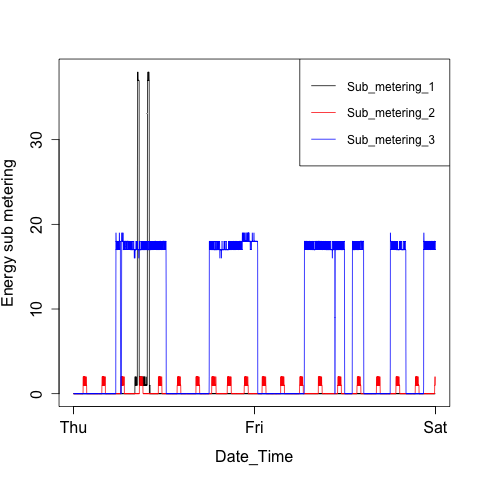 Sub_metering_1
Sub_metering_2
Sub_metering_3
Energy sub metering
30
20
10
0
Thu Fri Sat
Date_Time